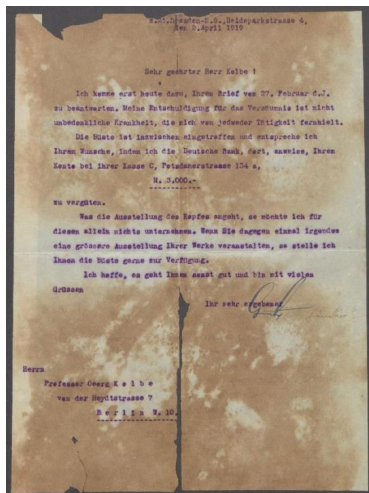 z.Zt.Dresden-N.8., Heideparkstrasse 4,
den 2.April 1919
Sehr geehrter Herr Kolbe !
Ich komme erst heute dazu, Ihren Brief vom 27. Februar d.J.
zu beantworten. Meine Entschuldigung für das Versäumnis ist nicht
unbedenkliche Krankheit, die mich von jedweder Tätigkeit fernhielt.
Die Büste ist inzwischen eingetroffen und entspreche ich
Ihrem Wunsche, indem ich die Deutsche Bank, dort, anweise, Ihrem
Konto bei Ihrer Kasse C, Potsdamerstrasse 134 a,
M. 3.000.-
zu vergüten.
Was die Ausstellung des Kopfes angeht, so möchte ich für
diesen allein nichts unternehmen. Wenn Sie dagegen einmal irgendwo
eine grössere Ausstellung Ihrer Werke veranstalten, so stelle ich
Ihnen die Büste gerne zur Verfügung.
Ich hoffe, es geht Ihnen sonst gut und bin mit vielen
Grüssen
Ihr sehr ergebener
Herrn
Professor Georg K o l b e
von der Heydtstrasse 7
B e r l i n W. 10.